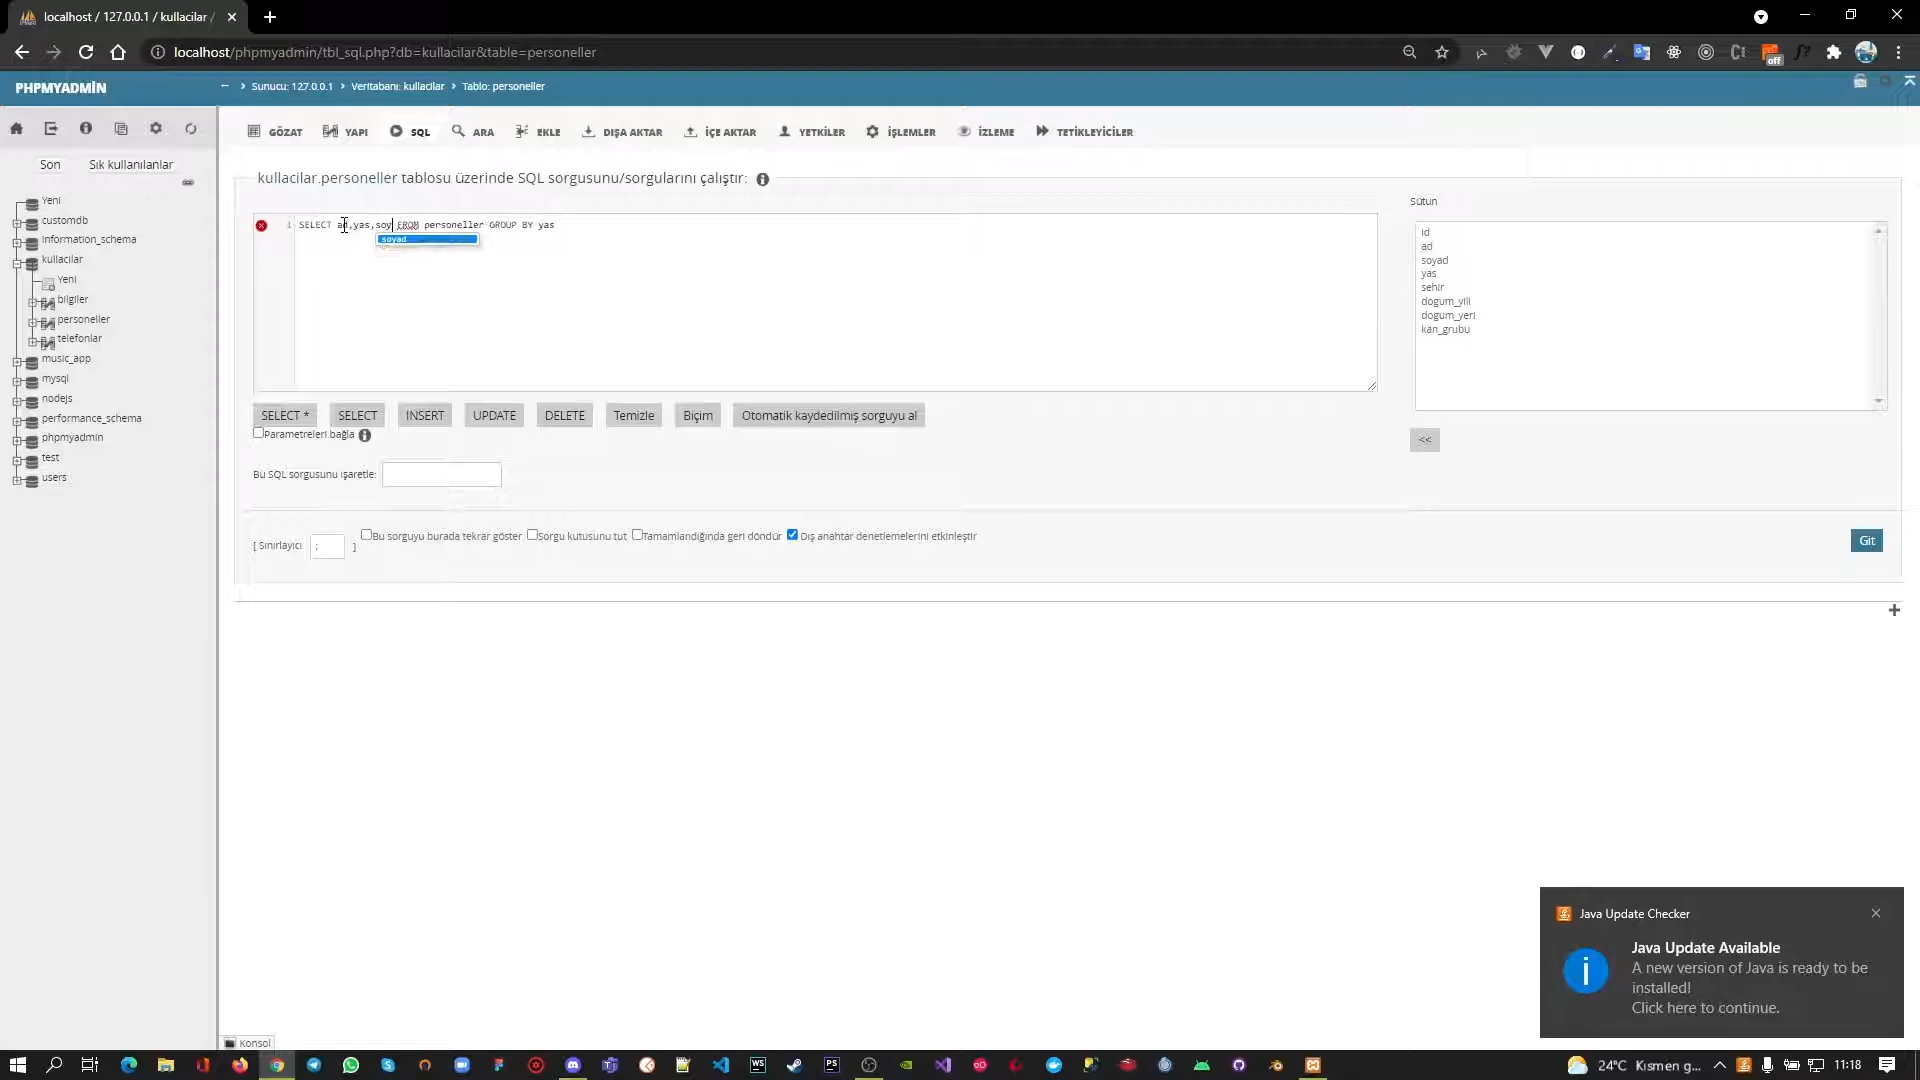 localhost / 127.0.0.1 / kullacilar /
localhost/phpmyadmin/tbl_sql.php?db=kullacilar&table=personeller
off
PHPMYADMİN
← › Sunucu: 127.0.0.1 › Veritabanı: kullacilar › Tablo: personeller
GÖZAT YAPI SQL ARA EKLE DIŞA AKTAR İÇE AKTAR YETKİLER İŞLEMLER İZLEME TETİKLEYİCİLER
Son Sık kullanılanlar
Yeni
customdb
information_schema
kullacilar
Yeni
bilgiler
personeller
telefonlar
music_app
mysql
nodejs
performance_schema
phpmyadmin
test
users
kullacilar.personeller tablosu üzerinde SQL sorgusunu/sorgularını çalıştır:
1 SELECT ad,yas,soy FROM personeller GROUP BY yas
soyad
Sütun
id
ad
soyad
yas
sehir
dogum_yili
dogum_yeri
kan_grubu
<<
SELECT * SELECT INSERT UPDATE DELETE Temizle Biçim Otomatik kaydedilmiş sorguyu al
Parametreleri bağla
Bu SQL sorgusunu işaretle:
[ Sınırlayıcı ; ] Bu sorguyu burada tekrar göster Sorgu kutusunu tut Tamamlandığında geri döndür Dış anahtar denetlemelerini etkinleştir
Git
Java Update Checker
Java Update Available
A new version of Java is ready to be
installed!
Click here to continue.
Konsol
WS
PS
24°C Kısmen g... 11:18